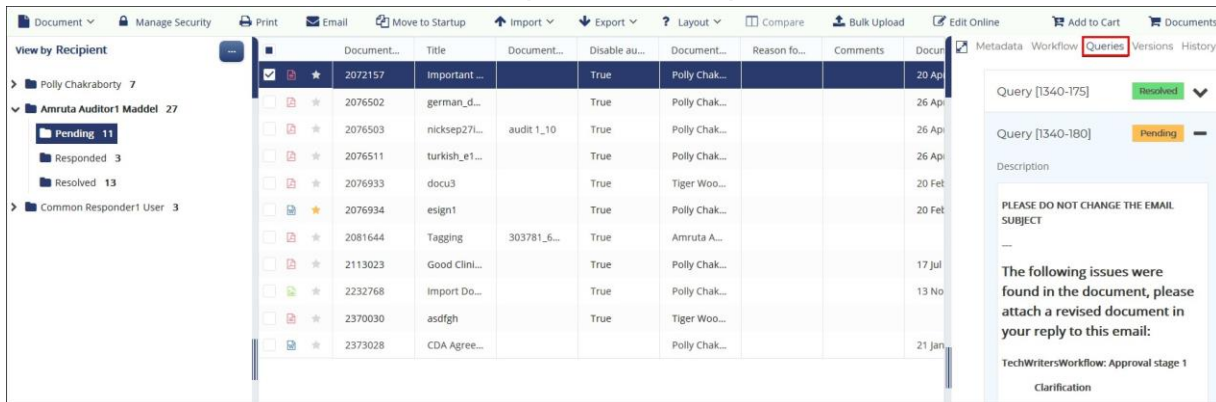 Document Manage Security Print Email Move to Startup Import Export ? Layout Compare Bulk Upload Edit Online Add to Cart Documents
View by Recipient ...
Polly Chakraborty 7
Amruta Auditor1 Maddel 27
Pending 11
Responded 3
Resolved 13
Common Responder1 User 3
Document... Title Document... Disable au... Document... Reason fo... Comments Docum
2072157 Important ... True Polly Chak... 20 Ap
2076502 german_d... True Polly Chak... 26 Ap
2076503 nicksep27i... audit 1_10 True Polly Chak... 26 Ap
2076511 turkish_e1... True Polly Chak... 26 Ap
2076933 docu3 True Tiger Woo... 20 Feb
2076934 esign1 True Polly Chak... 20 Feb
2081644 Tagging 303781_6... True Amruta A...
2113023 Good Clini... True Polly Chak... 17 Jul
2232768 Import Do... True Polly Chak... 13 No
2370030 asdfgh True Tiger Woo...
2373028 CDA Agree... Polly Chak... 21 Jan
Metadata Workflow Queries Versions History
Query [1340-175] Resolved
Query [1340-180] Pending
Description
PLEASE DO NOT CHANGE THE EMAIL
SUBJECT
---
The following issues were
found in the document, please
attach a revised document in
your reply to this email:
TechWritersWorkflow: Approval stage 1
Clarification